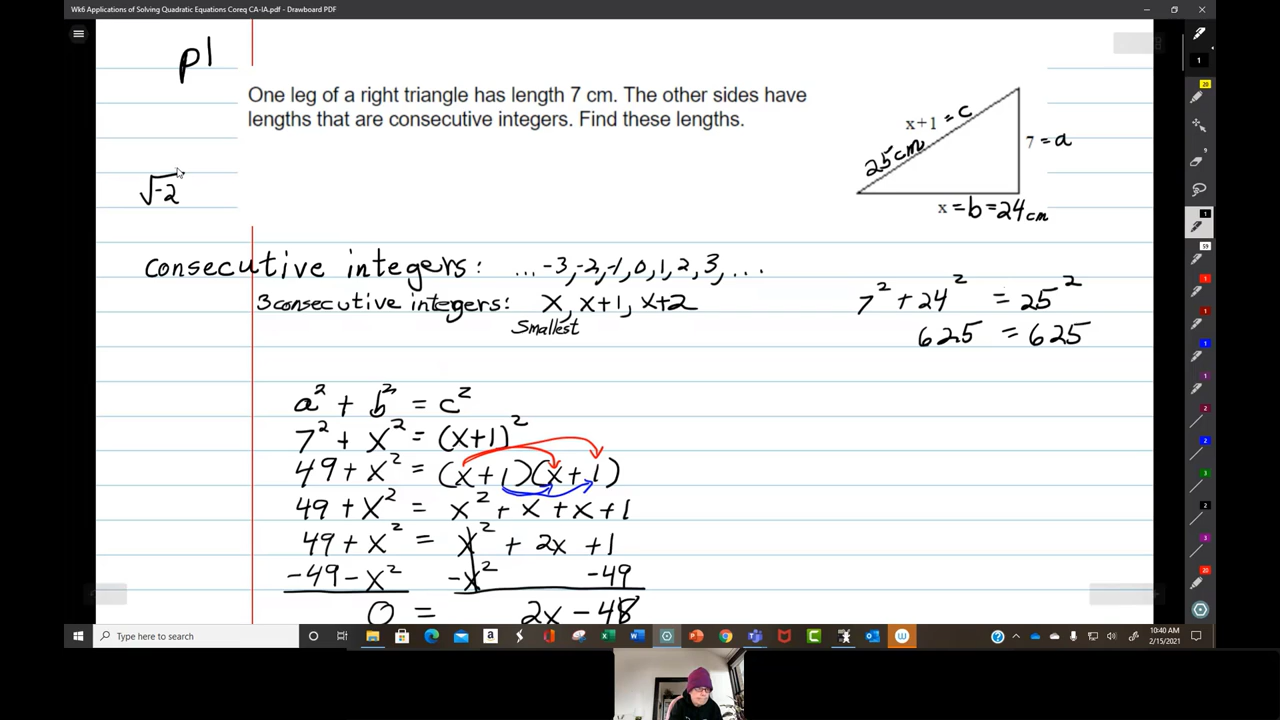 Wk6 Applications of Solving Quadratic Equations Coreq CA-IA.pdf - Drawboard PDF
p1
One leg of a right triangle has length 7 cm. The other sides have
lengths that are consecutive integers. Find these lengths.
x+1 = c
25cm
7 = a
x = b = 24cm
√-2
consecutive integers: ...-3,-2,-1,0,1,2,3,...
3 consecutive integers: x, x+1, x+2
Smallest
7² + 24² = 25²
625 = 625
a² + b² = c²
7² + x² = (x+1)²
49 + x² = (x+1)(x+1)
49 + x² = x² + x + x + 1
49 + x² = x² + 2x + 1
-49 - x² -x² -49
0 = 2x - 48
Type here to search
10:40 AM
2/15/2021